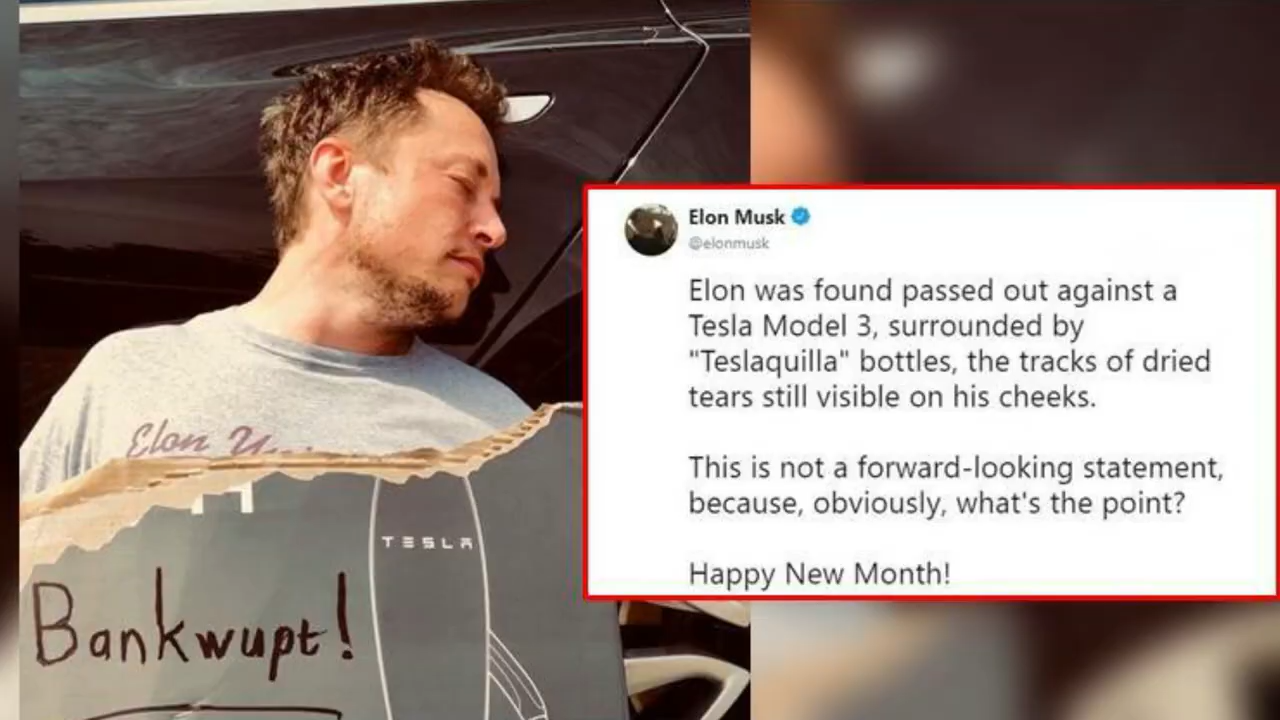 Elon
TESLA
Bankwupt!
Elon Musk
@elonmusk
Elon was found passed out against a
Tesla Model 3, surrounded by
"Teslaquilla" bottles, the tracks of dried
tears still visible on his cheeks.
This is not a forward-looking statement,
because, obviously, what's the point?
Happy New Month!